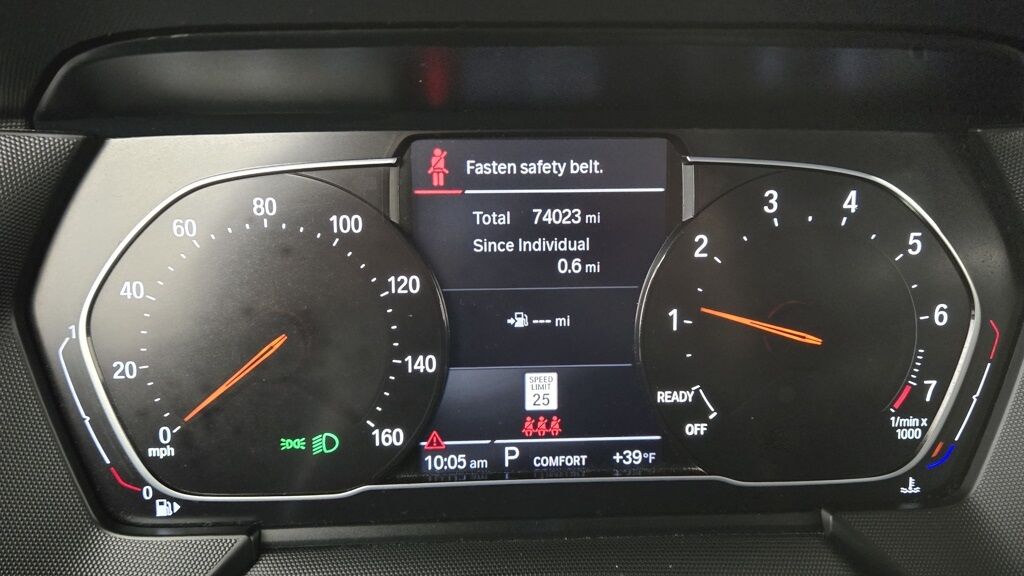 Fasten safety belt.
Total 74023 mi
Since Individual
0.6 mi
--- mi
SPEED
LIMIT
25
10:05 am P COMFORT +39°F
0
20
40
60
80
100
120
140
160
mph
1
0
1
2
3
4
5
6
7
1/min x
1000
READY
OFF